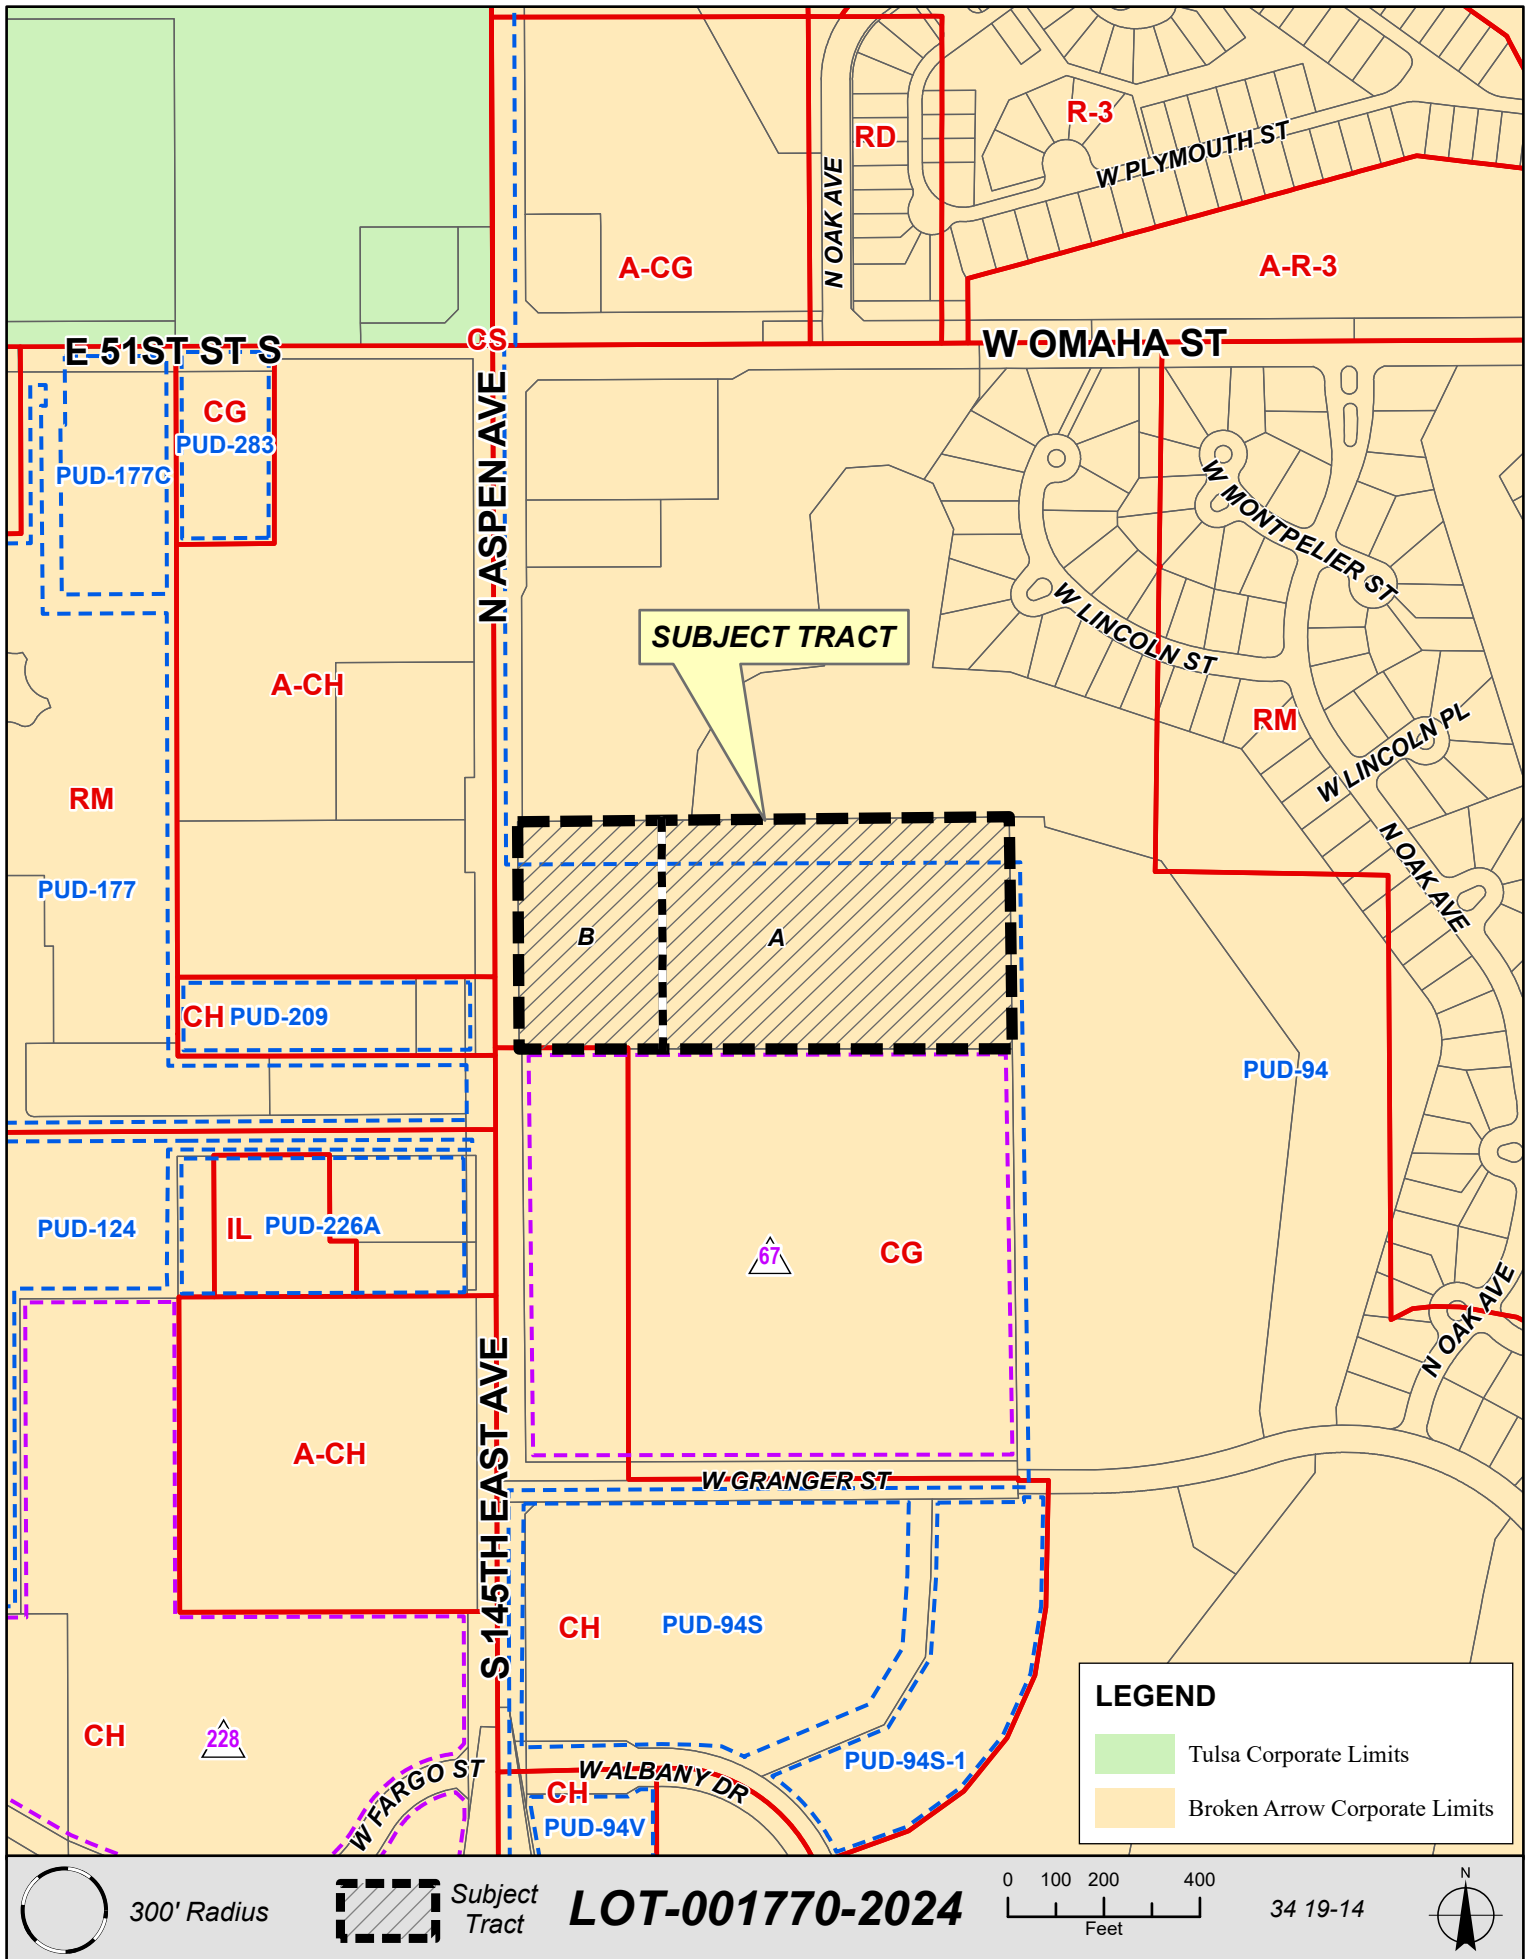 R-3
RD
W PLYMOUTH ST
N OAK AVE
A-CG
A-R-3
CS
E 51ST ST S
W OMAHA ST
CG
PUD-283
PUD-177C
N ASPEN AVE
W MONTPELIER ST
W LINCOLN ST
SUBJECT TRACT
A-CH
RM
W LINCOLN PL
RM
N OAK AVE
PUD-177
B
A
CH
PUD-209
PUD-94
PUD-124
IL
PUD-226A
67
CG
N OAK AVE
A-CH
S 145TH EAST AVE
W GRANGER ST
CH
PUD-94S
CH
228
W FARGO ST
W ALBANY DR
PUD-94S-1
CH
PUD-94V
LEGEND
Tulsa Corporate Limits
Broken Arrow Corporate Limits
300' Radius
Subject
Tract
LOT-001770-2024
0 100 200 400
Feet
34 19-14
N